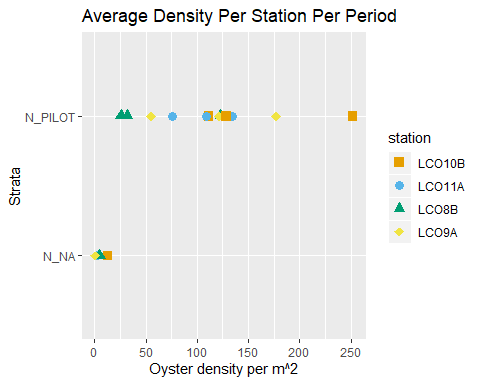 Average Density Per Station Per Period
Strata
N_PILOT
N_NA
0 50 100 150 200 250
Oyster density per m^2
station
LCO10B
LCO11A
LCO8B
LCO9A